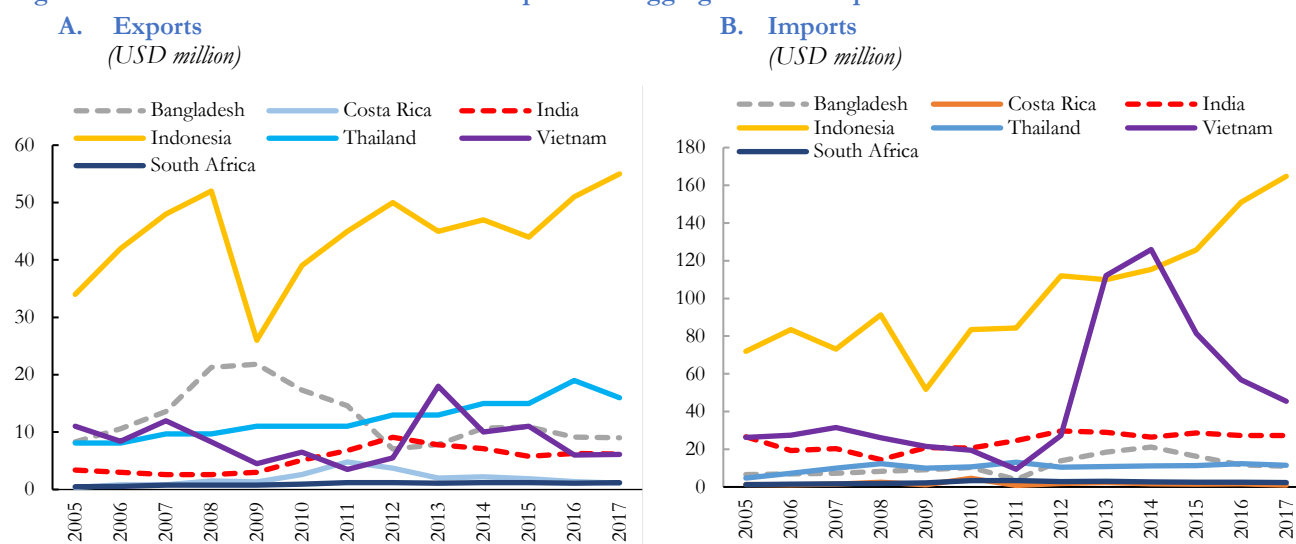 A. Exports
(USD million)
Bangladesh Costa Rica India
Indonesia Thailand Vietnam
South Africa
60
50
40
30
20
10
0
2005 2006 2007 2008 2009 2010 2011 2012 2013 2014 2015 2016 2017
B. Imports
(USD million)
Bangladesh Costa Rica India
Indonesia Thailand Vietnam
South Africa
180
160
140
120
100
80
60
40
20
0
2005 2006 2007 2008 2009 2010 2011 2012 2013 2014 2015 2016 2017